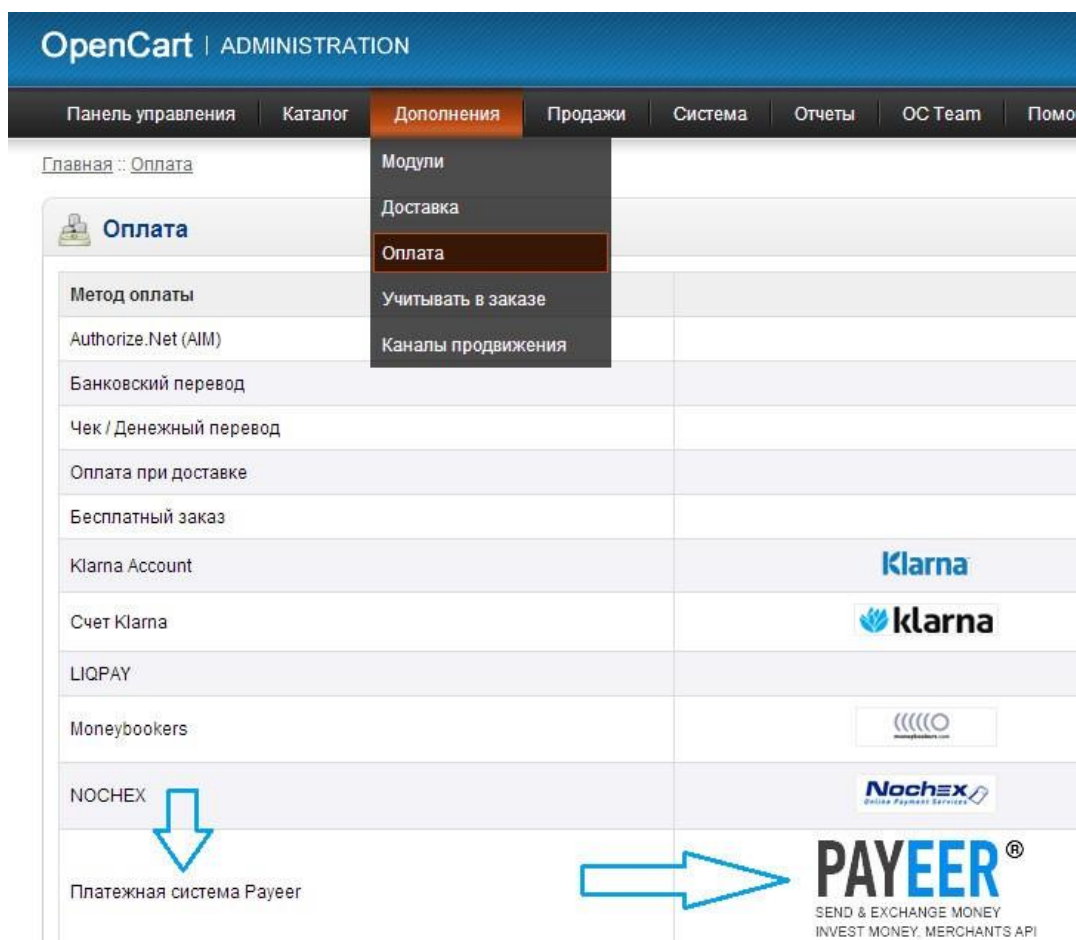 OpenCart | ADMINISTRATION
Панель управления Каталог Дополнения Продажи Система Отчеты OC Team Помо
Главная :: Оплата
Модули
Доставка
Оплата
Оплата
Метод оплаты
Учитывать в заказе
Authorize.Net (AIM)
Каналы продвижения
Банковский перевод
Чек / Денежный перевод
Оплата при доставке
Бесплатный заказ
Klarna Account Klarna
Счет Klarna klarna
LIQPAY
Moneybookers
moneybookers.com
NOCHEX Nochex
Online Payment Services
Платежная система Payeer PAYEER ®
SEND & EXCHANGE MONEY
INVEST MONEY, MERCHANTS API